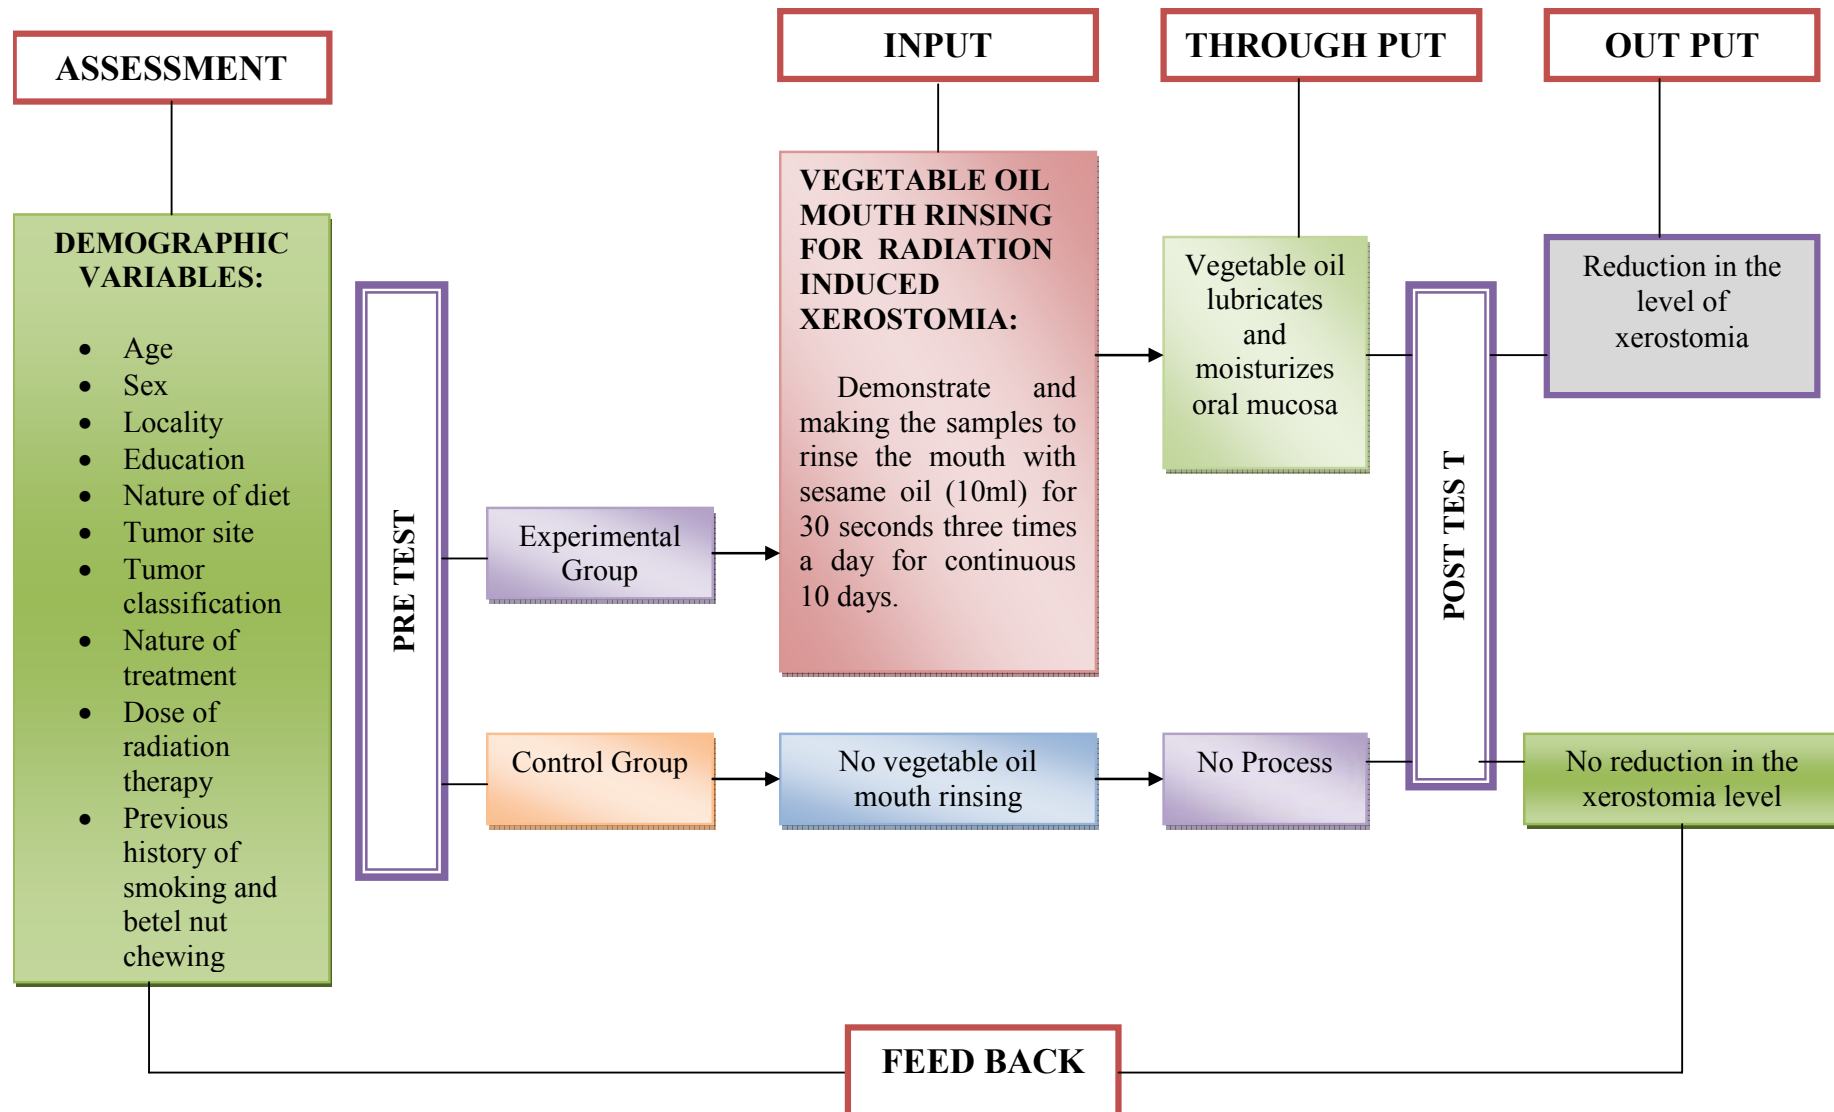 ASSESSMENT
INPUT
THROUGH PUT
OUT PUT
DEMOGRAPHIC
VARIABLES:
• Age
• Sex
• Locality
• Education
• Nature of diet
• Tumor site
• Tumor
classification
• Nature of
treatment
• Dose of
radiation
therapy
• Previous
history of
smoking and
betel nut
chewing
PRE TEST
Experimental
Group
VEGETABLE OIL
MOUTH RINSING
FOR RADIATION
INDUCED
XEROSTOMIA:
Demonstrate and
making the samples to
rinse the mouth with
sesame oil (10ml) for
30 seconds three times
a day for continuous
10 days.
Vegetable oil
lubricates
and
moisturizes
oral mucosa
POST TES T
Reduction in the
level of
xerostomia
Control Group
No vegetable oil
mouth rinsing
No Process
No reduction in the
xerostomia level
FEED BACK